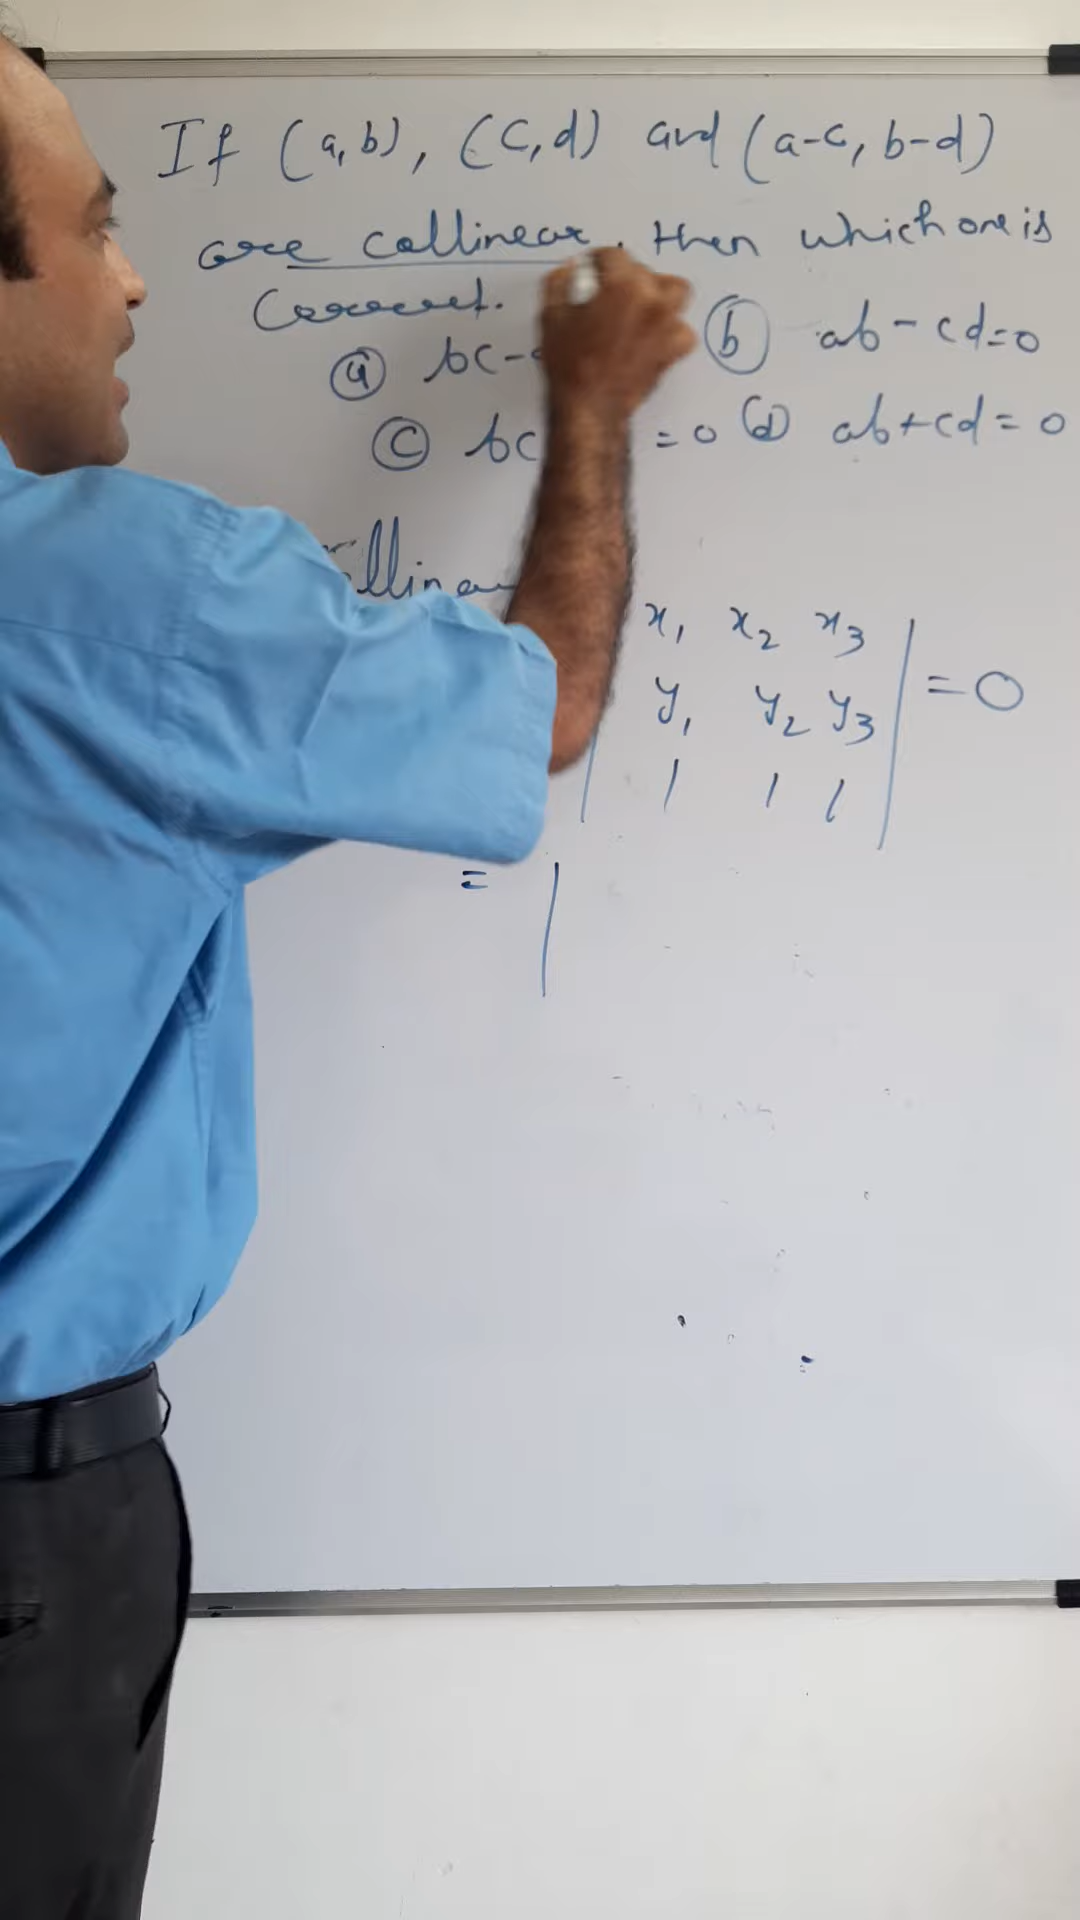 If (a,b), (c,d) and (a-c, b-d)
are collinear, then which one is
Correct.
(a) bc- (b) ab-cd=0
(c) bc =0 (d) ab+cd=0
x₁ x₂ x₃
y₁ y₂ y₃ =0
1 1 1
= |